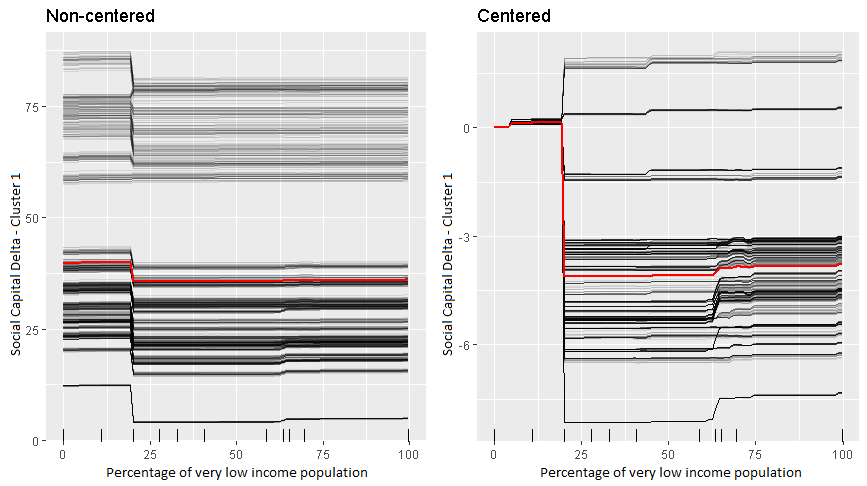 Non-centered
Social Capital Delta - Cluster 1
75
50
25
0
0
25
50
75
100
Percentage of very low income population
Centered
Social Capital Delta - Cluster 1
0
-3
-6
0
25
50
75
100
Percentage of very low income population